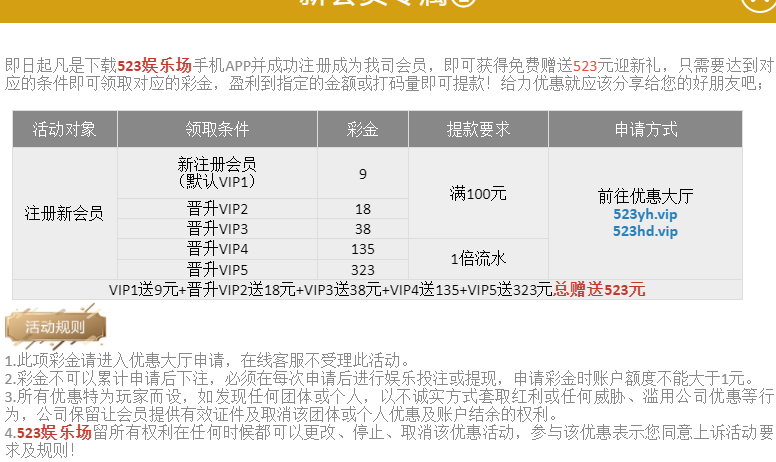 新会员专属②
即日起凡是下载523娱乐场手机APP并成功注册成为我司会员，即可获得免费赠送523元迎新礼，只需要达到对
应的条件即可领取对应的彩金，盈利到指定的金额或打码量即可提款！给力优惠就应该分享给您的好朋友吧；
活动对象 领取条件 彩金 提款要求 申请方式
注册新会员
新注册会员
（默认VIP1）
9
晋升VIP2 18
晋升VIP3 38
晋升VIP4 135
晋升VIP5 323
满100元
1倍流水
前往优惠大厅
523yh.vip
523hd.vip
VIP1送9元+晋升VIP2送18元+VIP3送38元+VIP4送135+VIP5送323元总赠送523元
活动规则
1.此项彩金请进入优惠大厅申请，在线客服不受理此活动。
2.彩金不可以累计申请后下注，必须在每次申请后进行娱乐投注或提现，申请彩金时账户额度不能大于1元。
3.所有优惠特为玩家而设，如发现任何团体或个人，以不诚实方式套取红利或任何威胁、滥用公司优惠等行
为，公司保留让会员提供有效证件及取消该团体或个人优惠及账户结余的权利。
4.523娱乐场留所有权利在任何时候都可以更改、停止、取消该优惠活动，参与该优惠表示您同意上诉活动要
求及规则！